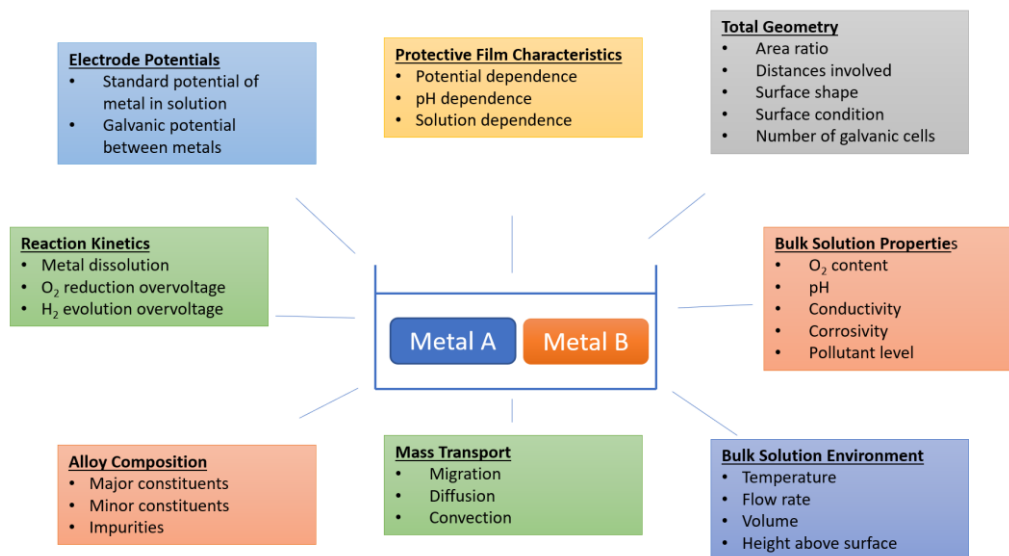 Electrode Potentials
• Standard potential of
metal in solution
• Galvanic potential
between metals
Protective Film Characteristics
• Potential dependence
• pH dependence
• Solution dependence
Total Geometry
• Area ratio
• Distances involved
• Surface shape
• Surface condition
• Number of galvanic cells
Reaction Kinetics
• Metal dissolution
• O₂ reduction overvoltage
• H₂ evolution overvoltage
Metal A
Metal B
Bulk Solution Properties
• O₂ content
• pH
• Conductivity
• Corrosivity
• Pollutant level
Alloy Composition
• Major constituents
• Minor constituents
• Impurities
Mass Transport
• Migration
• Diffusion
• Convection
Bulk Solution Environment
• Temperature
• Flow rate
• Volume
• Height above surface